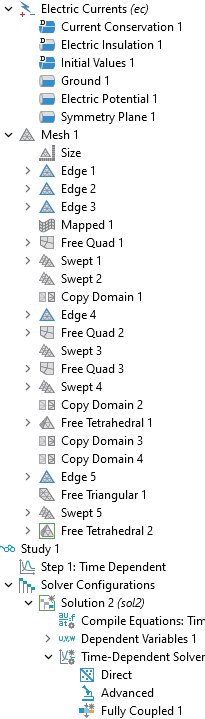 Electric Currents (ec)
Current Conservation 1
Electric Insulation 1
Initial Values 1
Ground 1
Electric Potential 1
Symmetry Plane 1
Mesh 1
Size
Edge 1
Edge 2
Edge 3
Mapped 1
Free Quad 1
Swept 1
Swept 2
Copy Domain 1
Edge 4
Free Quad 2
Swept 3
Free Quad 3
Swept 4
Copy Domain 2
Free Tetrahedral 1
Copy Domain 3
Copy Domain 4
Edge 5
Free Triangular 1
Swept 5
Free Tetrahedral 2
Study 1
Step 1: Time Dependent
Solver Configurations
Solution 2 (sol2)
Compile Equations: Tim
Dependent Variables 1
Time-Dependent Solver
Direct
Advanced
Fully Coupled 1